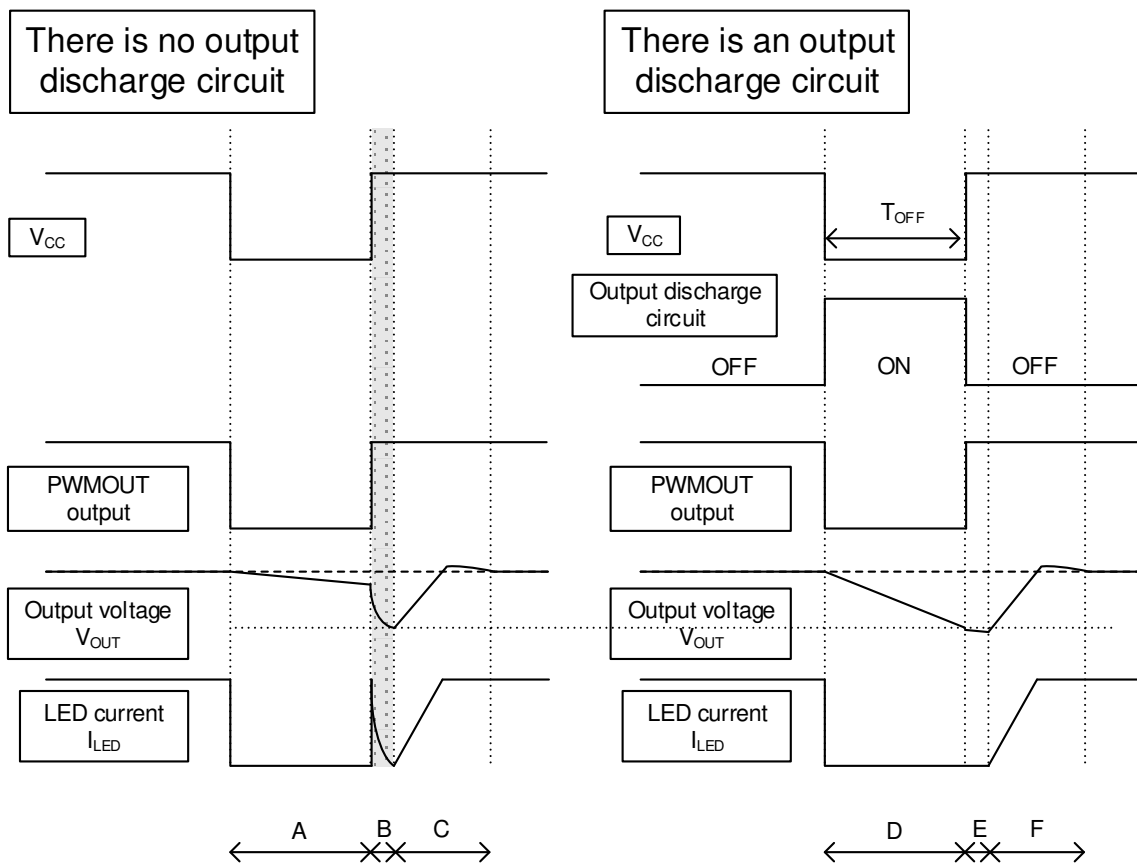 There is no output
discharge circuit
There is an output
discharge circuit
VCC
TOFF
VCC
Output discharge
circuit
OFF
ON
OFF
PWMOUT
output
PWMOUT
output
Output voltage
VOUT
Output voltage
VOUT
LED current
ILED
LED current
ILED
A
B
C
D
E
F